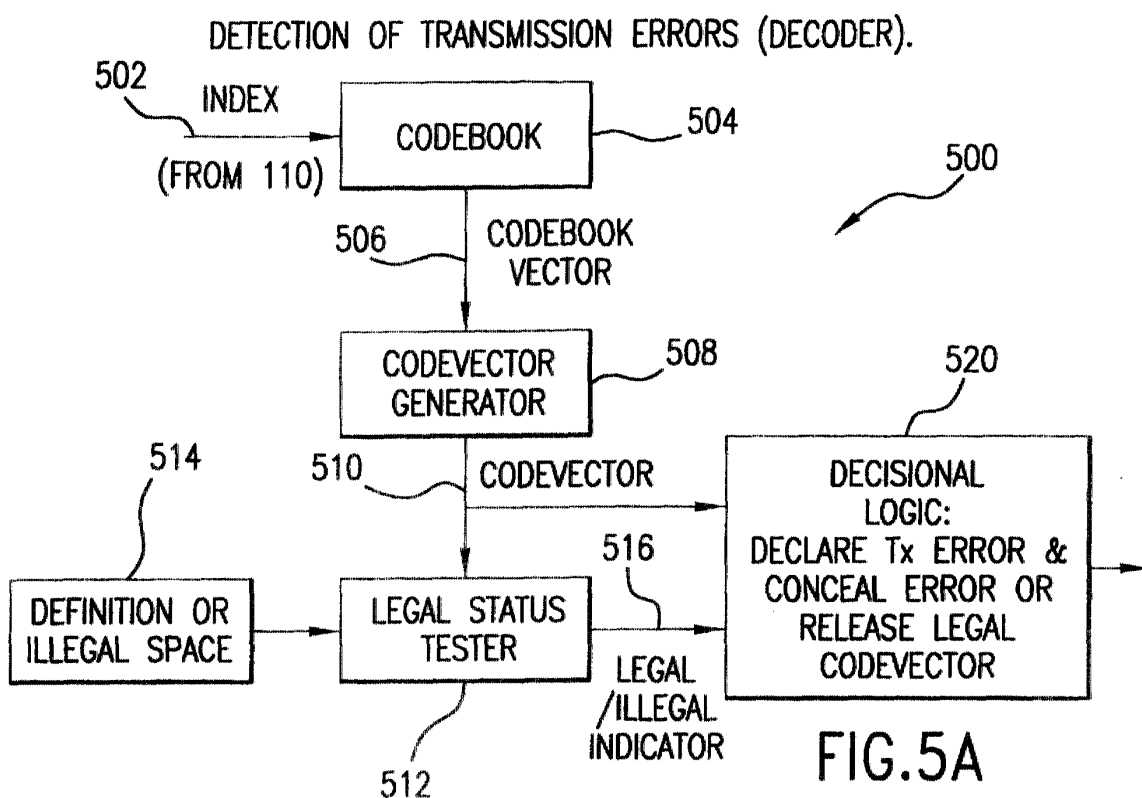 DETECTION OF TRANSMISSION ERRORS (DECODER).
502
INDEX
(FROM 110)
CODEBOOK
504
500
506
CODEBOOK
VECTOR
CODEVECTOR
GENERATOR
508
520
514
510
CODEVECTOR
DECISIONAL
LOGIC:
DECLARE Tx ERROR &
CONCEAL ERROR OR
RELEASE LEGAL
CODEVECTOR
516
DEFINITION OR
ILLEGAL SPACE
LEGAL STATUS
TESTER
LEGAL
/ILLEGAL
INDICATOR
512
FIG.5A